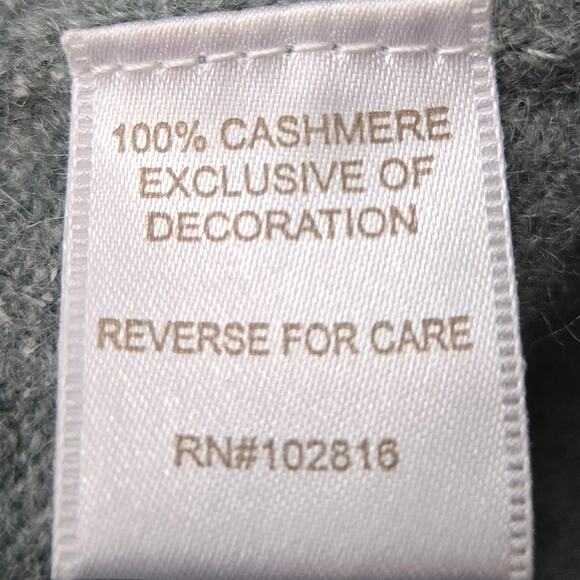 100% CASHMERE
EXCLUSIVE OF
DECORATION
REVERSE FOR CARE
RN#102816